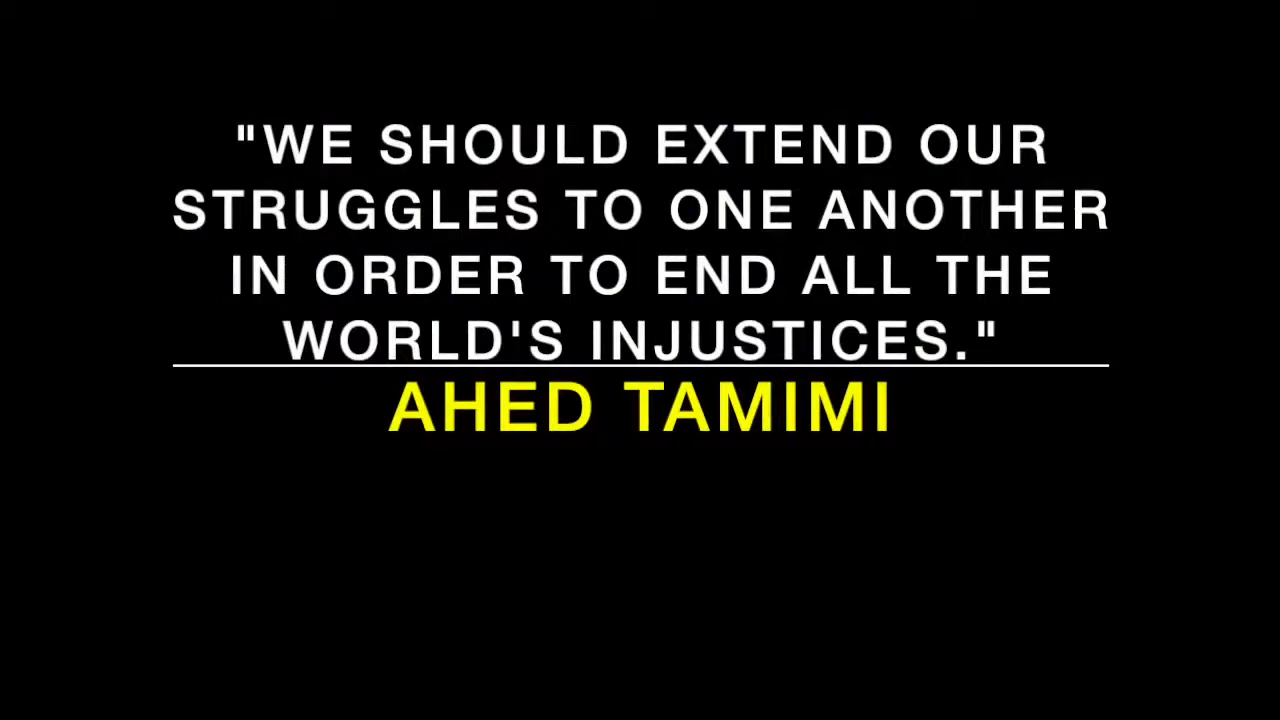 "WE SHOULD EXTEND OUR
STRUGGLES TO ONE ANOTHER
IN ORDER TO END ALL THE
WORLD'S INJUSTICES."
AHED TAMIMI